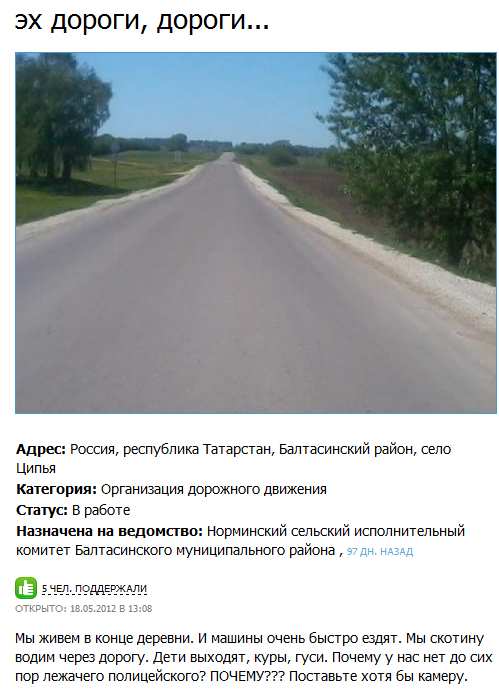 эх дороги, дороги...
Адрес: Россия, республика Татарстан, Балтасинский район, село
Ципья
Категория: Организация дорожного движения
Статус: В работе
Назначена на ведомство: Норминский сельский исполнительный
комитет Балтасинского муниципального района , 97 ДН. НАЗАД
5 ЧЕЛ. ПОДДЕРЖАЛИ
ОТКРЫТО: 18.05.2012 В 13:08
Мы живем в конце деревни. И машины очень быстро ездят. Мы скотину
водим через дорогу. Дети выходят, куры, гуси. Почему у нас нет до сих
пор лежачего полицейского? ПОЧЕМУ??? Поставьте хотя бы камеру.